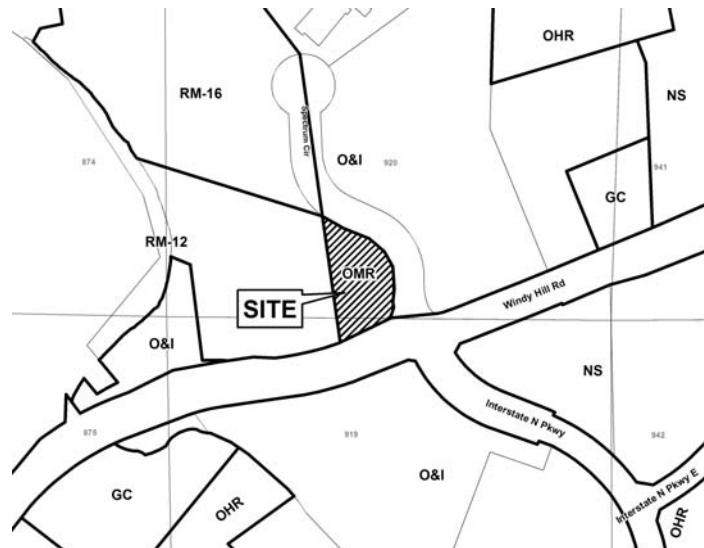 OHR
RM-16
NS
Spectrum Cir
874
O&I
920
941
GC
RM-12
OMR
Windy Hill Rd
SITE
O&I
NS
Interstate N Pkwy
875
919
942
O&I
GC
OHR
Interstate N Pkwy E
OHR